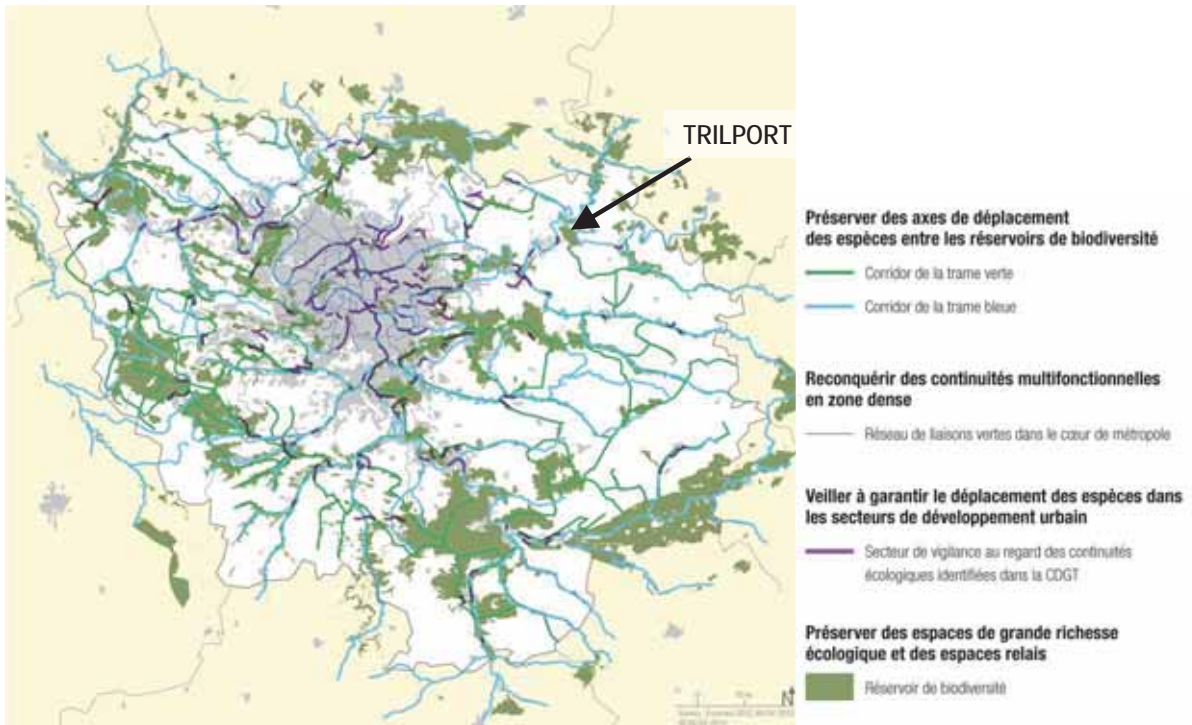 TRILPORT
Préserver des axes de déplacement
des espèces entre les réservoirs de biodiversité
Corridor de la trame verte
Corridor de la trame bleue
Reconquérir des continuités multifonctionnelles
en zone dense
Réseau de liaisons vertes dans le cœur de métropole
Veiller à garantir le déplacement des espèces dans
les secteurs de développement urbain
Secteur de vigilance au regard des continuités
écologiques identifiées dans la CDGT
Préserver des espaces de grande richesse
écologique et des espaces relais
Réservoir de biodiversité
N